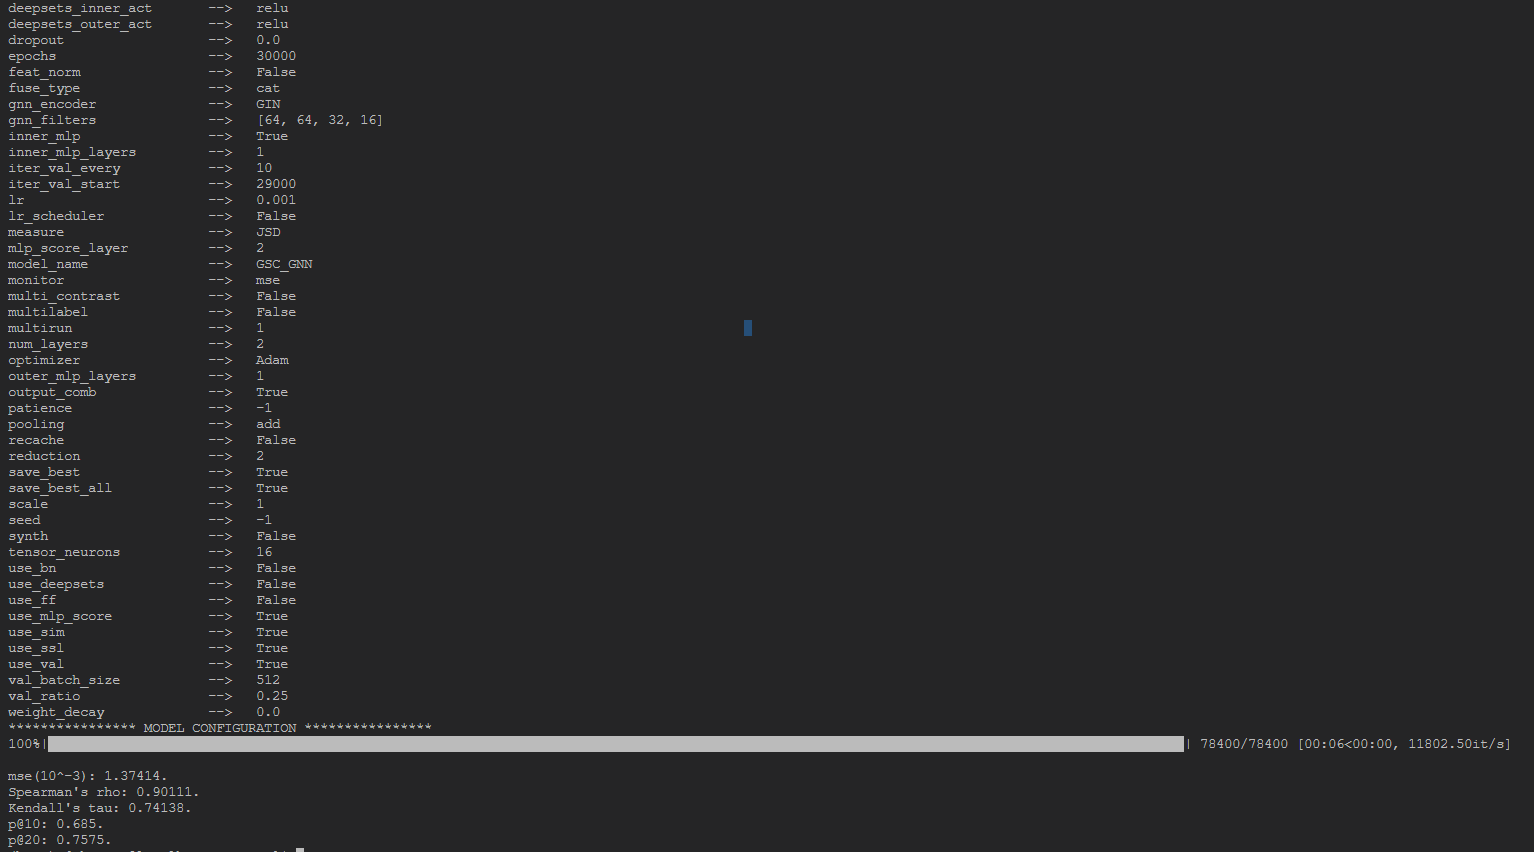 deepsets_inner_act --> relu
deepsets_outer_act --> relu
dropout --> 0.0
epochs --> 30000
feat_norm --> False
fuse_type --> cat
gnn_encoder --> GIN
gnn_filters --> [64, 64, 32, 16]
inner_mlp --> True
inner_mlp_layers --> 1
iter_val_every --> 10
iter_val_start --> 29000
lr --> 0.001
lr_scheduler --> False
measure --> JSD
mlp_score_layer --> 2
model_name --> GSC_GNN
monitor --> mse
multi_contrast --> False
multilabel --> False
multirun --> 1
num_layers --> 2
optimizer --> Adam
outer_mlp_layers --> 1
output_comb --> True
patience --> -1
pooling --> add
recache --> False
reduction --> 2
save_best --> True
save_best_all --> True
scale --> 1
seed --> -1
synth --> False
tensor_neurons --> 16
use_bn --> False
use_deepsets --> False
use_ff --> False
use_mlp_score --> True
use_sim --> True
use_ssl --> True
use_val --> True
val_batch_size --> 512
val_ratio --> 0.25
weight_decay --> 0.0
**************** MODEL CONFIGURATION ****************
100%| | 78400/78400 [00:06<00:00, 11802.50it/s]
mse(10^-3): 1.37414.
Spearman's rho: 0.90111.
Kendall's tau: 0.74138.
p@10: 0.685.
p@20: 0.7575.